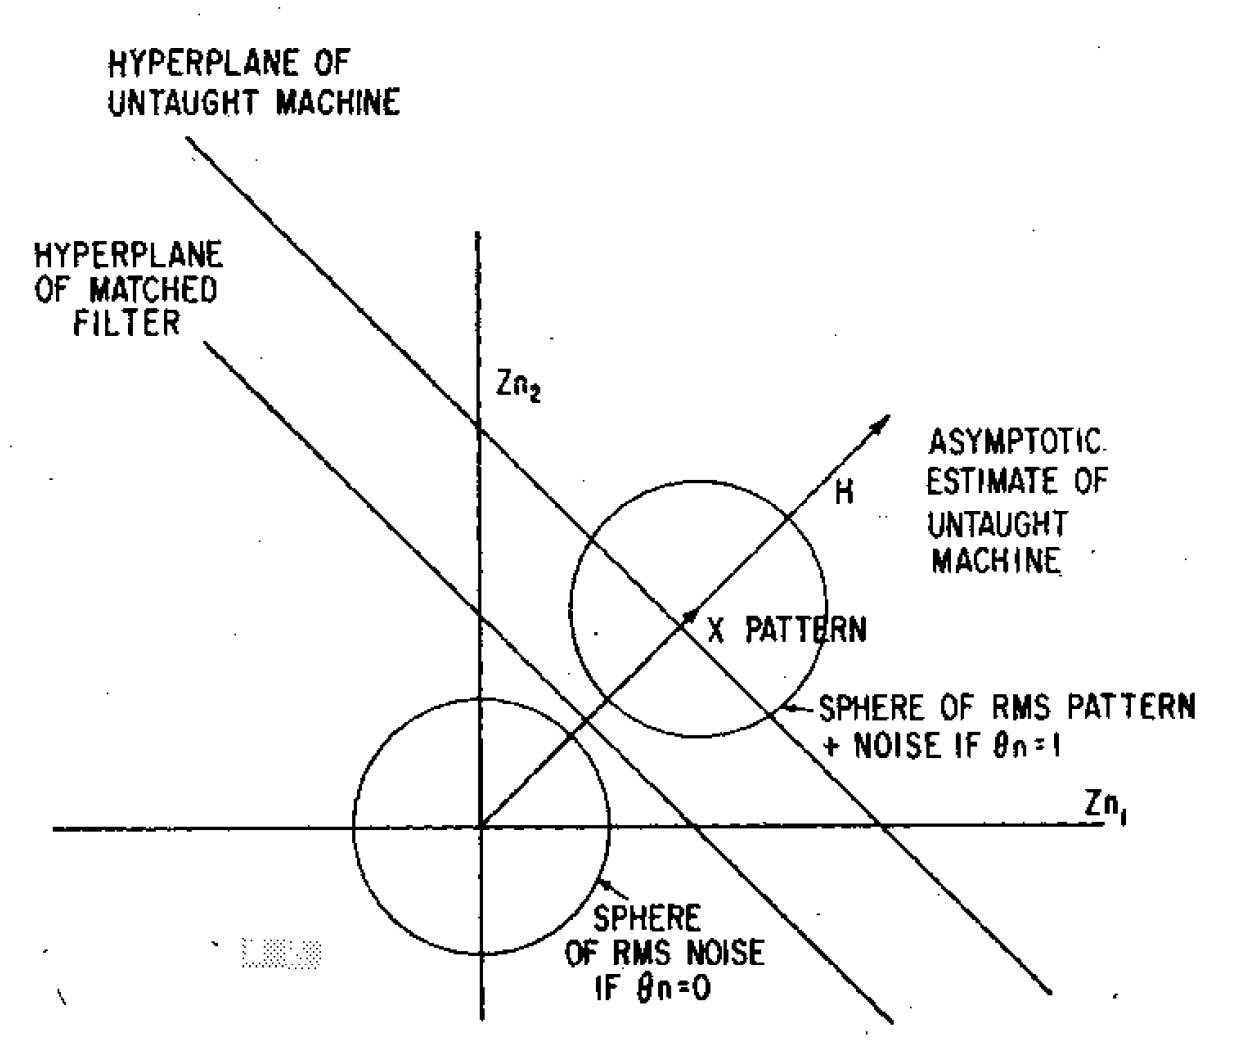 HYPERPLANE OF
UNTAUGHT MACHINE
HYPERPLANE
OF MATCHED
FILTER
Zn₂
ASYMPTOTIC
ESTIMATE OF
UNTAUGHT
MACHINE
H
X PATTERN
SPHERE OF RMS PATTERN
+ NOISE IF θn=1
Zn₁
SPHERE
OF RMS NOISE
IF θn=0